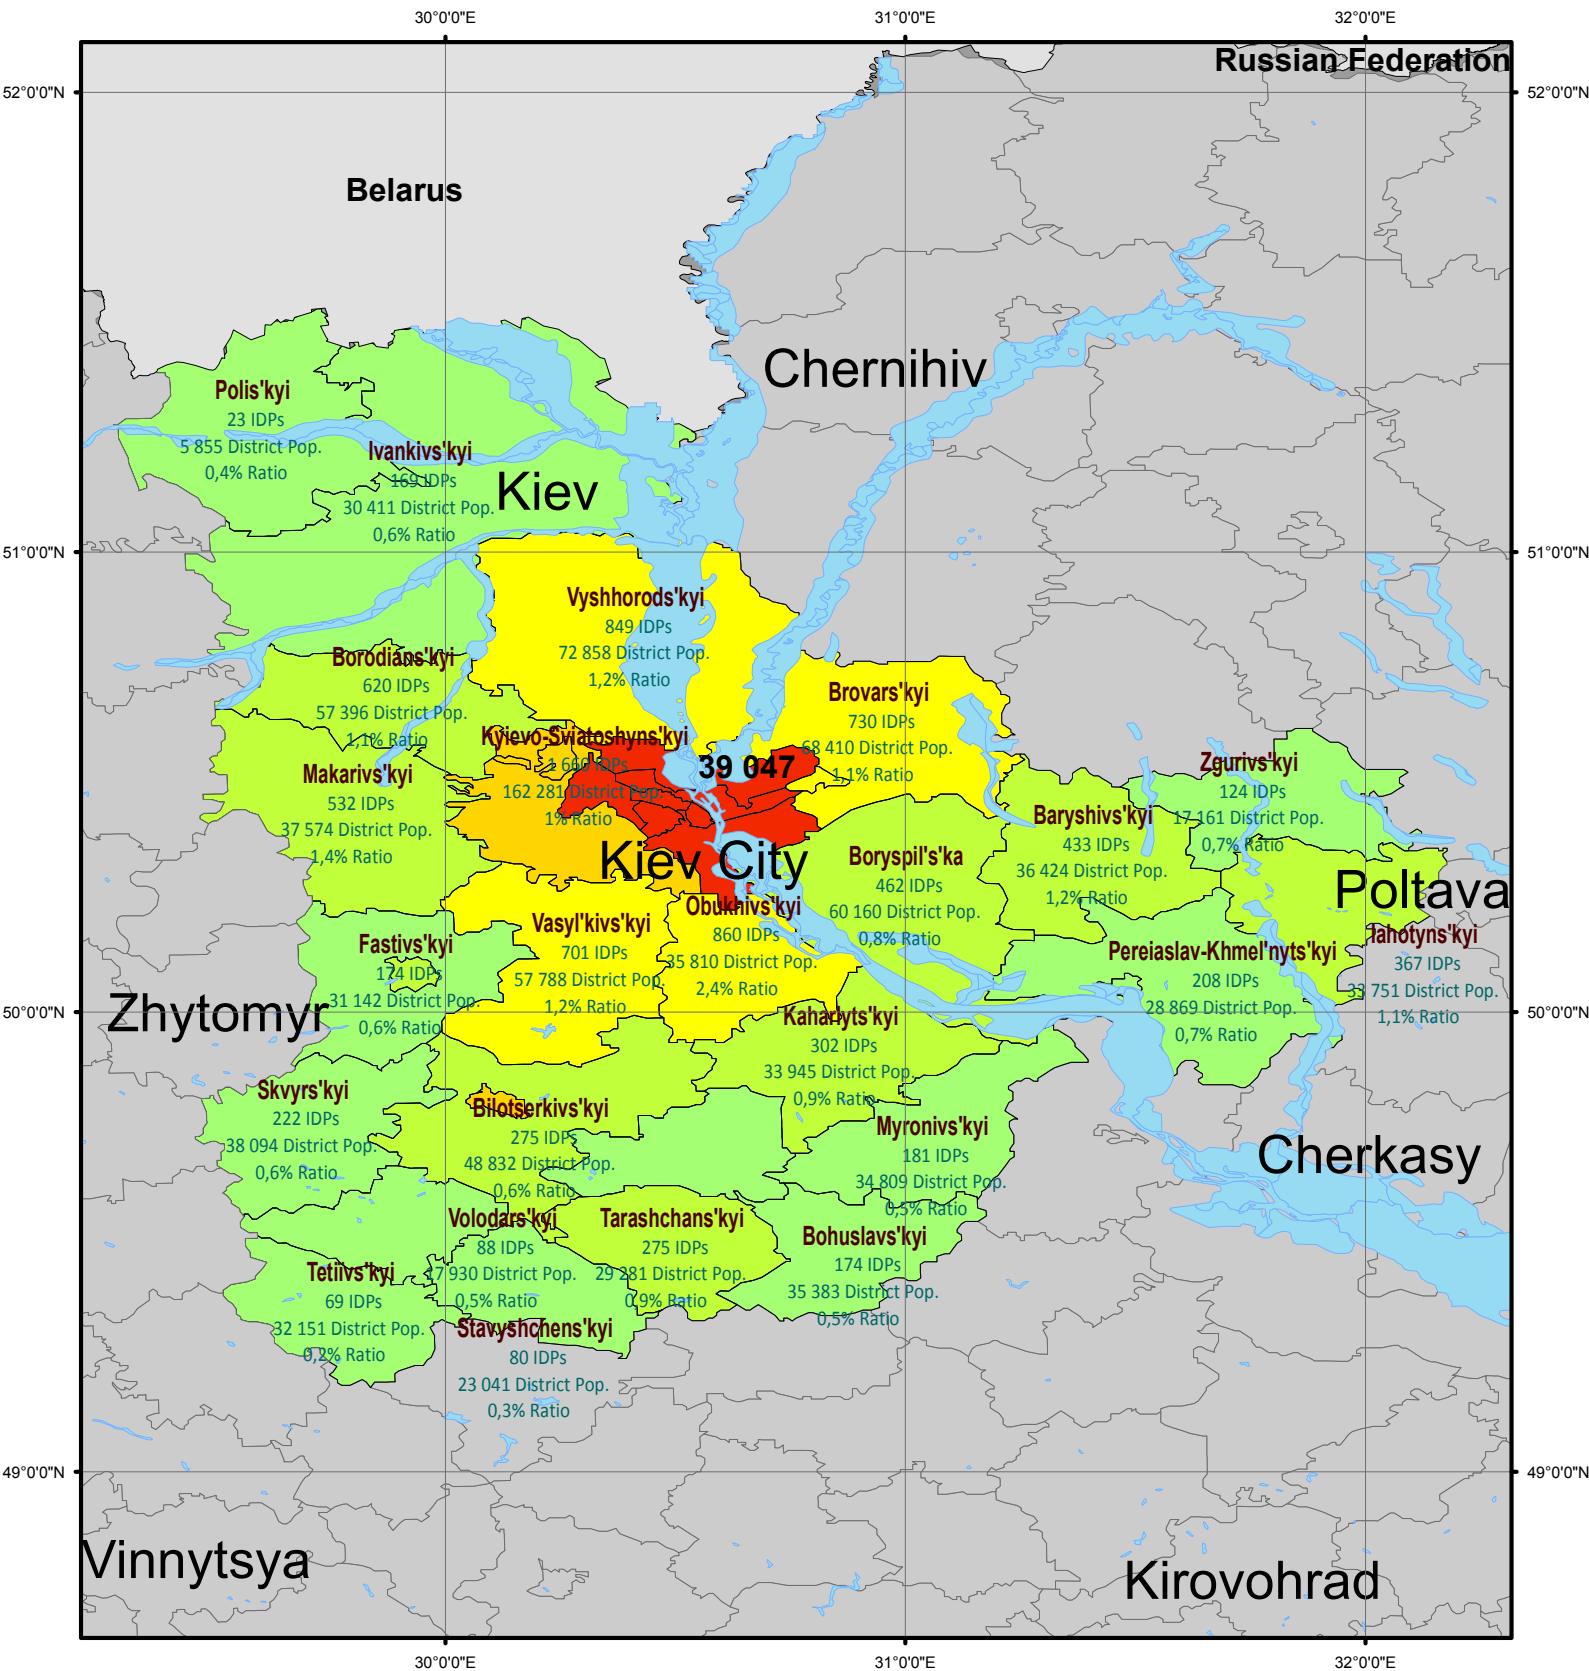 30°0'0"E
31°0'0"E
32°0'0"E
Russian Federation
52°0'0"N
52°0'0"N
Belarus
Chernihiv
Polis'kyi
23 IDPs
5 855 District Pop.
0,4% Ratio
Ivankivs'kyi
169 IDPs
30 411 District Pop.
0,6% Ratio
Kiev
51°0'0"N
51°0'0"N
Vyshhorods'kyi
849 IDPs
72 858 District Pop.
1,2% Ratio
Borodians'kyi
620 IDPs
57 396 District Pop.
1,1% Ratio
Brovars'kyi
730 IDPs
68 410 District Pop.
1,1% Ratio
Kyievo-Sviatoshyns'kyi
1 660 IDPs
162 281 District Pop.
1% Ratio
39 047
Kiev City
Makarivs'kyi
532 IDPs
37 574 District Pop.
1,4% Ratio
Zgurivs'kyi
124 IDPs
17 161 District Pop.
0,7% Ratio
Baryshivs'kyi
433 IDPs
36 424 District Pop.
1,2% Ratio
Boryspil's'ka
462 IDPs
60 160 District Pop.
0,8% Ratio
Poltava
Iahotyns'kyi
367 IDPs
33 751 District Pop.
1,1% Ratio
Obukhivs'kyi
860 IDPs
35 810 District Pop.
2,4% Ratio
Vasyl'kivs'kyi
701 IDPs
57 788 District Pop.
1,2% Ratio
Fastivs'kyi
174 IDPs
31 142 District Pop.
0,6% Ratio
Pereiaslav-Khmel'nyts'kyi
208 IDPs
28 869 District Pop.
0,7% Ratio
Zhytomyr
50°0'0"N
50°0'0"N
Kaharlyts'kyi
302 IDPs
33 945 District Pop.
0,9% Ratio
Skvyrs'kyi
222 IDPs
38 094 District Pop.
0,6% Ratio
Bilotserkivs'kyi
275 IDPs
48 832 District Pop.
0,6% Ratio
Myronivs'kyi
181 IDPs
34 809 District Pop.
0,5% Ratio
Cherkasy
Volodars'kyi
88 IDPs
17 930 District Pop.
0,5% Ratio
Tarashchans'kyi
275 IDPs
29 281 District Pop.
0,9% Ratio
Bohuslavs'kyi
174 IDPs
35 383 District Pop.
0,5% Ratio
Tetiivs'kyi
69 IDPs
32 151 District Pop.
0,2% Ratio
Stavyshchens'kyi
80 IDPs
23 041 District Pop.
0,3% Ratio
49°0'0"N
49°0'0"N
Vinnytsya
Kirovohrad
30°0'0"E
31°0'0"E
32°0'0"E